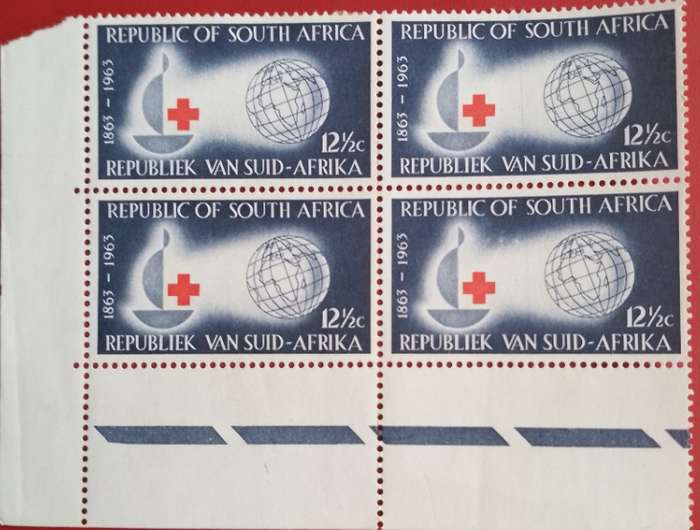 REPUBLIC OF SOUTH AFRICA
1863 - 1963
12½c
REPUBLIEK VAN SUID-AFRIKA
REPUBLIC OF SOUTH AFRICA
1863 - 1963
12½c
REPUBLIEK VAN SUID-AFRIKA
REPUBLIC OF SOUTH AFRICA
1863 - 1963
12½c
REPUBLIEK VAN SUID-AFRIKA
REPUBLIC OF SOUTH AFRICA
1863 - 1963
12½c
REPUBLIEK VAN SUID-AFRIKA